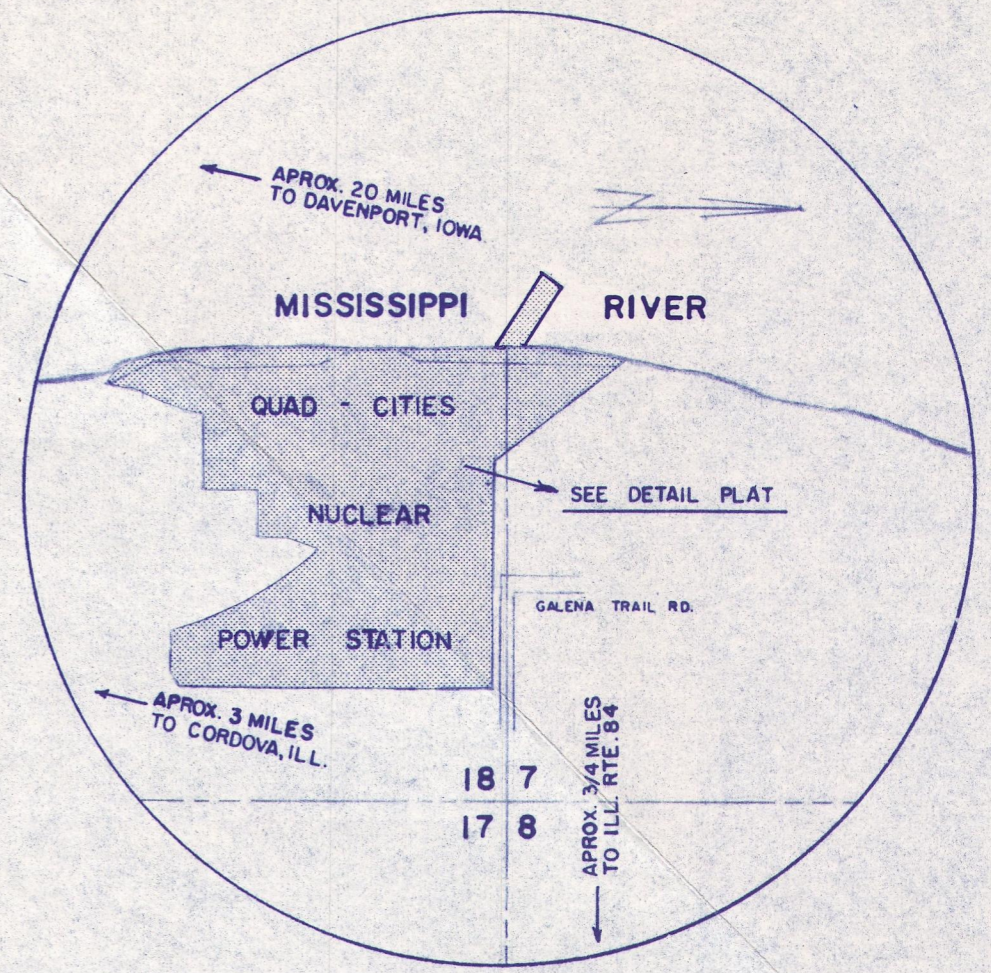 APROX. 20 MILES
TO DAVENPORT, IOWA
MISSISSIPPI RIVER
QUAD - CITIES
SEE DETAIL PLAT
NUCLEAR
GALENA TRAIL RD.
POWER STATION
APROX. 3 MILES
TO CORDOVA, ILL.
APROX. 3/4 MILES
TO ILL. RTE. 84
18 7
17 8